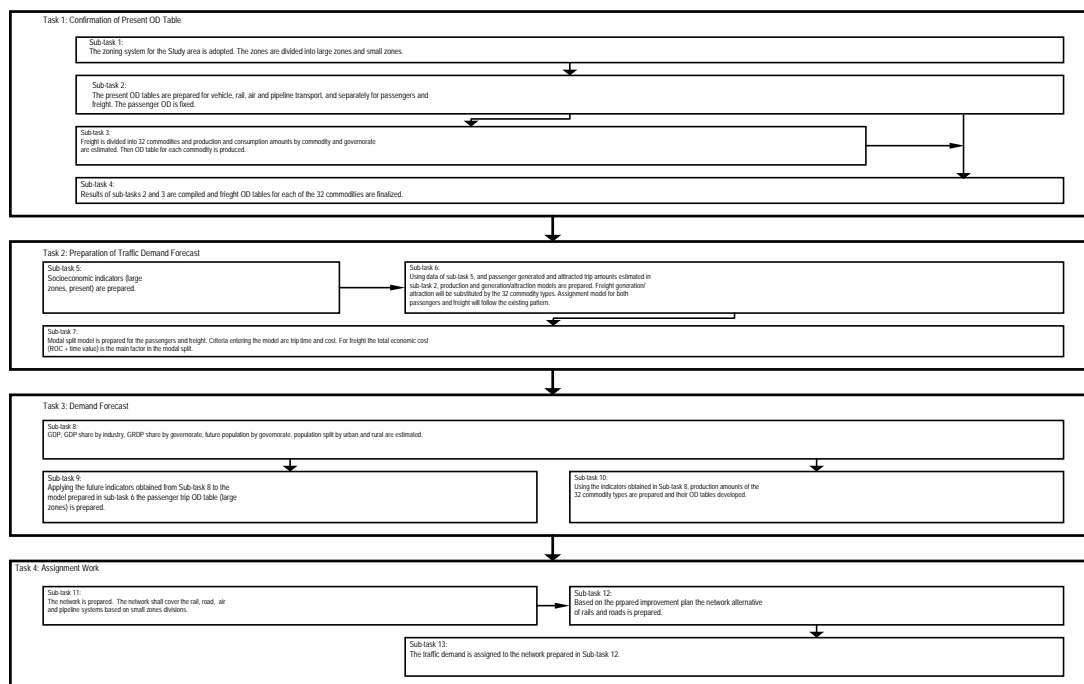 Task 1: Confirmation of Present OD Table
Sub-task 1:
The zoning system for the Study area is adopted. The zones are divided into large zones and small zones.
Sub-task 2:
The present OD tables are prepared for vehicle, rail, air and pipeline transport, and separately for passengers and
freight. The passenger OD is fixed.
Sub-task 3:
Freight is divided into 32 commodities and production and consumption amounts by commodity and governorate
are estimated. Then OD table for each commodity is produced.
Sub-task 4:
Results of sub-tasks 2 and 3 are compiled and frieght OD tables for each of the 32 commodities are finalized.
Task 2: Preparation of Traffic Demand Forecast
Sub-task 5:
Socioeconomic indicators (large
zones, present) are prepared.
Sub-task 6:
Using data of sub-task 5, and passenger generated and atttracted trip amounts estimated in
sub-task 2, production and generation/attraction models are prepared. Freight generation/
attraction will be substituted by the 32 commodity types. Assignment model for both
passengers and freight will follow the existing pattern.
Sub-task 7:
Modal split model is prepared for the passengers and freight. Criteria entering the model are trip time and cost. For freight the total economic cost
(ROC + time value) is the main factor in the modal split.
Task 3: Demand Forecast
Sub-task 8:
GDP, GDP share by industry, GRDP share by governorate, future population by governorate, population split by urban and rural are estimated.
Sub-task 9:
Applying the future indicators obtained from Sub-task 8 to the
model prepared in sub-task 6 the passenger trip OD table (large
zones) is prepared.
Sub-task 10:
Using the indicators obtained in Sub-task 8, production amounts of the
32 commodity types are prepared and their OD tables developed.
Task 4: Assignment Work
Sub-task 11:
The network is prepared. The network shall cover the rail, road, air
and pipeline systems based on small zones divisions.
Sub-task 12:
Based on the prpared improvement plan the network alternative
of rails and roads is prepared.
Sub-task 13:
The traffic demand is assigned to the network prepared in Sub-task 12.